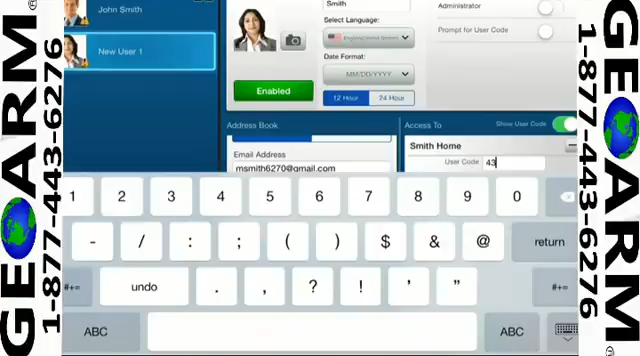 GEOARM®
1-877-443-6276
John Smith
New User 1
Smith
Select Language:
English(United States)
Date Format:
MM/DD/YYYY
12 Hour 24 Hour
Enabled
Administrator
Prompt for User Code
Address Book
Email Address
msmith6270@gmail.com
Access To
Show User Code
Smith Home
User Code 43
1 2 3 4 5 6 7 8 9 0
- / : ; ( ) $ & @ return
#+= undo . , ? ! ' " #+=
ABC ABC
GEOARM®
1-877-443-6276